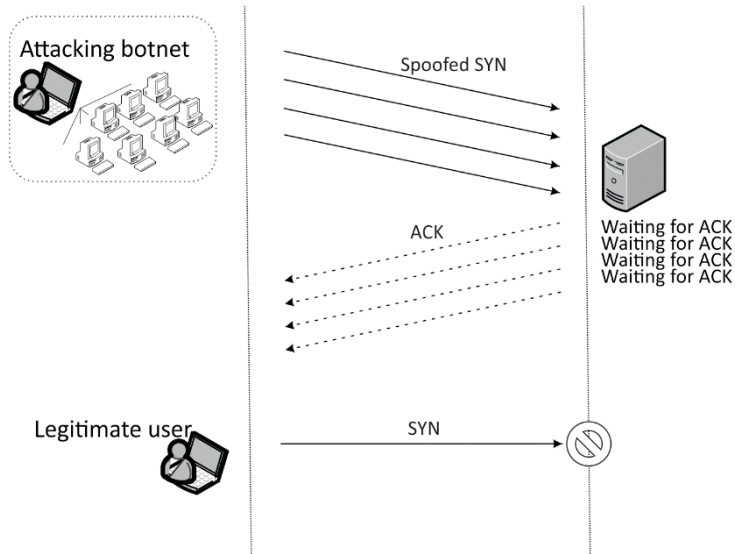 Attacking botnet
Spoofed SYN
ACK
Waiting for ACK
Waiting for ACK
Waiting for ACK
Waiting for ACK
Legitimate user
SYN